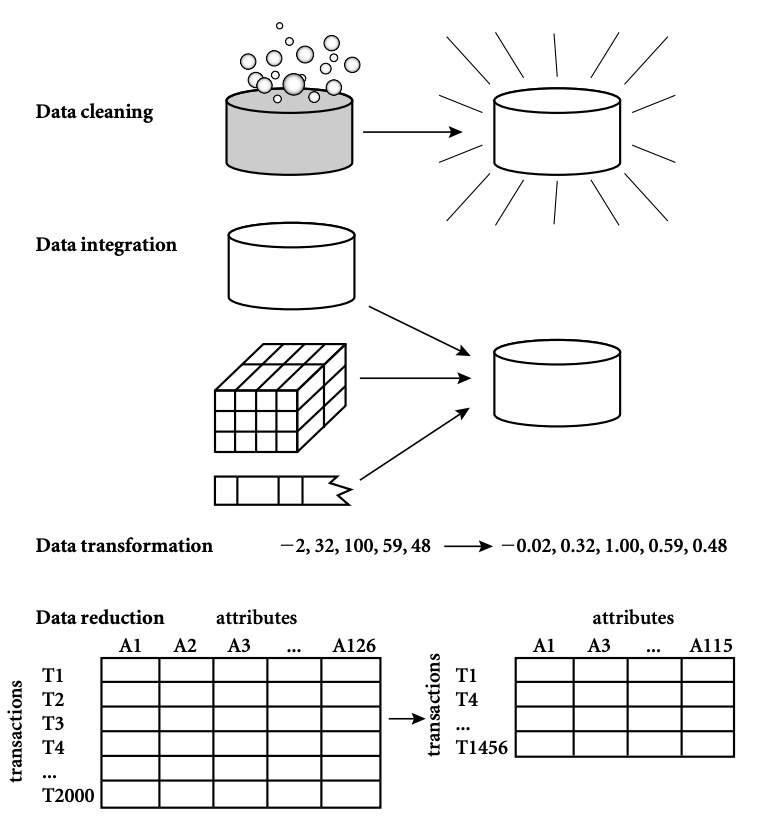 Data cleaning
Data integration
Data transformation −2, 32, 100, 59, 48 −0.02, 0.32, 1.00, 0.59, 0.48
Data reduction attributes attributes
A1 A2 A3 ... A126 A1 A3 ... A115
transactions
T1
T2
T3
T4
...
T2000
transactions
T1
T4
...
T1456